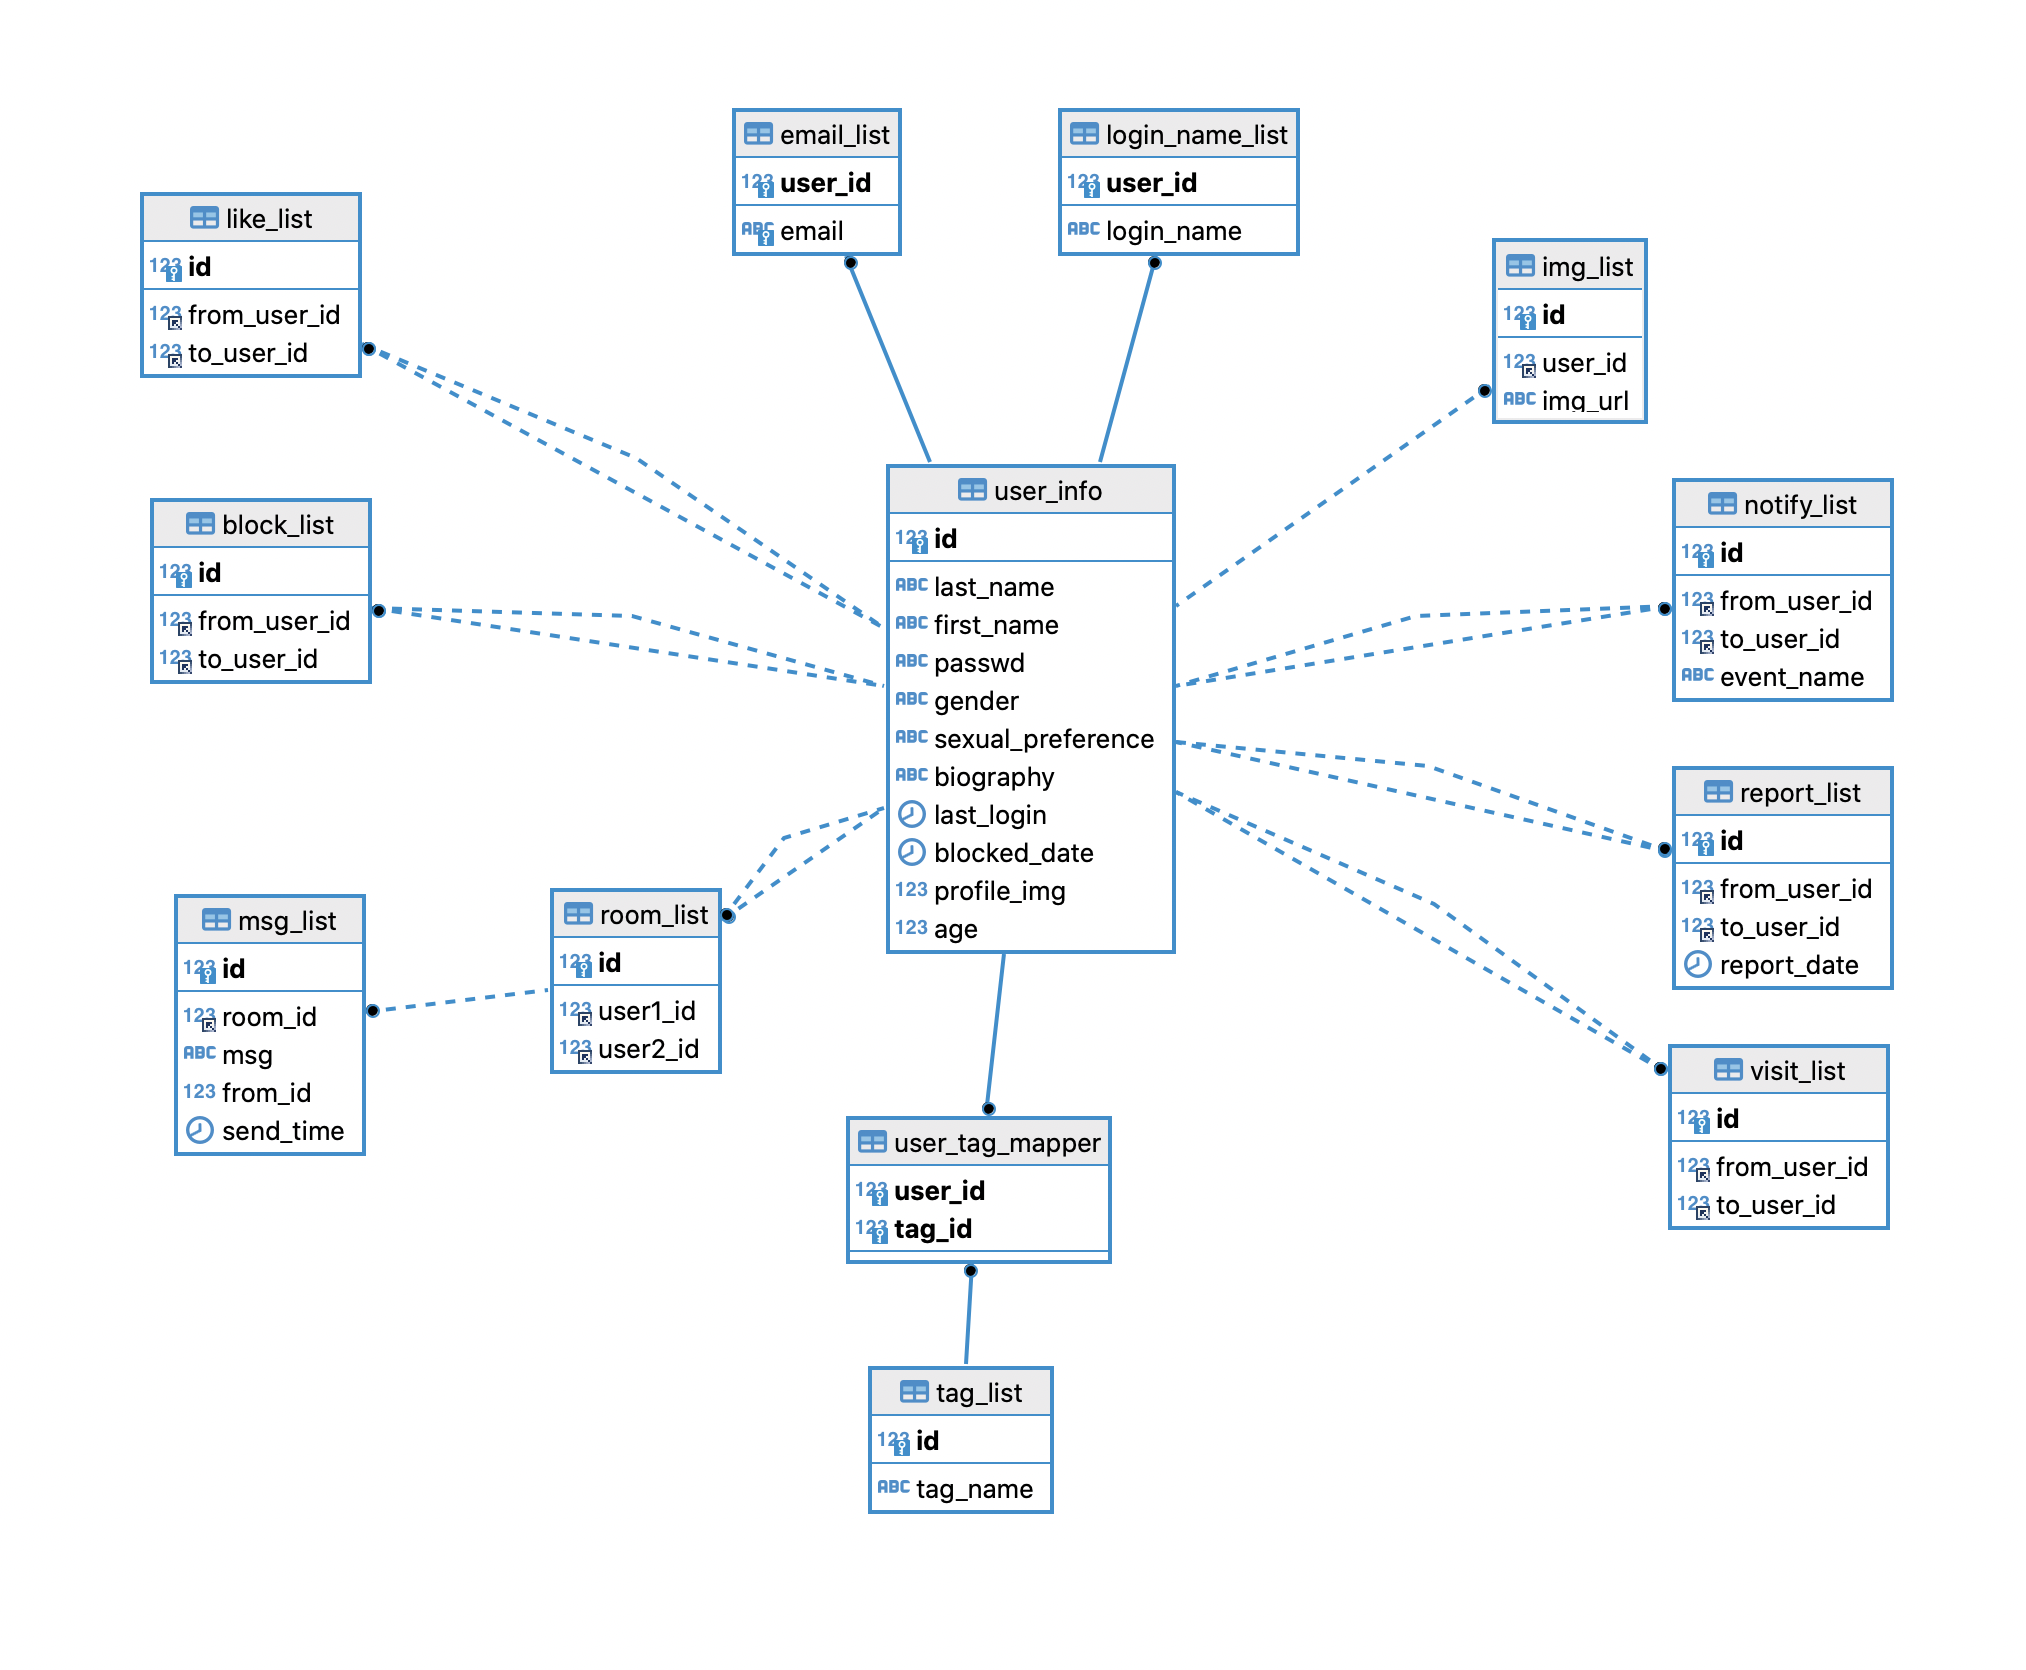 email_list
123 user_id
ABC email
login_name_list
123 user_id
ABC login_name
like_list
123 id
123 from_user_id
123 to_user_id
img_list
123 id
123 user_id
ABC img_url
user_info
123 id
ABC last_name
ABC first_name
ABC passwd
ABC gender
ABC sexual_preference
ABC biography
last_login
blocked_date
123 profile_img
123 age
block_list
123 id
123 from_user_id
123 to_user_id
notify_list
123 id
123 from_user_id
123 to_user_id
ABC event_name
report_list
123 id
123 from_user_id
123 to_user_id
report_date
msg_list
123 id
123 room_id
ABC msg
123 from_id
send_time
room_list
123 id
123 user1_id
123 user2_id
visit_list
123 id
123 from_user_id
123 to_user_id
user_tag_mapper
123 user_id
123 tag_id
tag_list
123 id
ABC tag_name